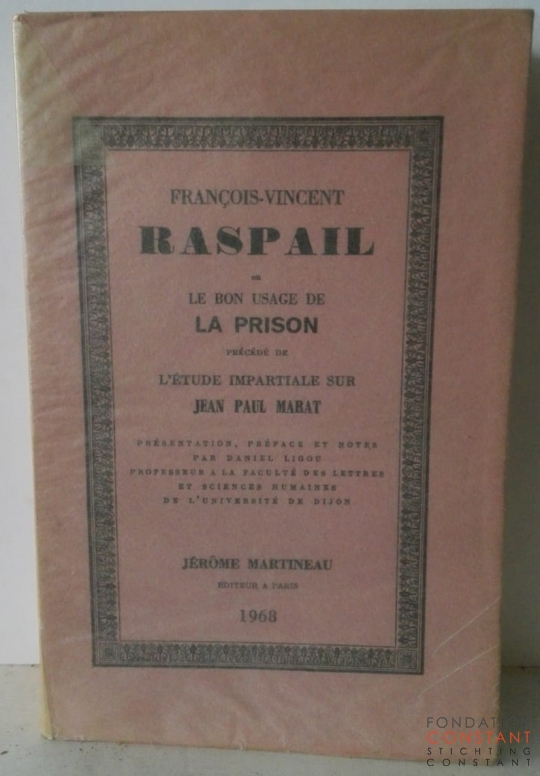 FRANÇOIS-VINCENT
RASPAIL
ou
LE BON USAGE DE
LA PRISON
PRÉCÉDÉ DE
L'ÉTUDE IMPARTIALE SUR
JEAN PAUL MARAT
PRÉSENTATION, PRÉFACE ET NOTES
PAR DANIEL LIGOU
PROFESSEUR A LA FACULTÉ DES LETTRES
ET SCIENCES HUMAINES
DE L'UNIVERSITÉ DE DIJON
JÉRÔME MARTINEAU
ÉDITEUR A PARIS
1968
FONDATI
CONSTANT
STICHTING
CONSTANT